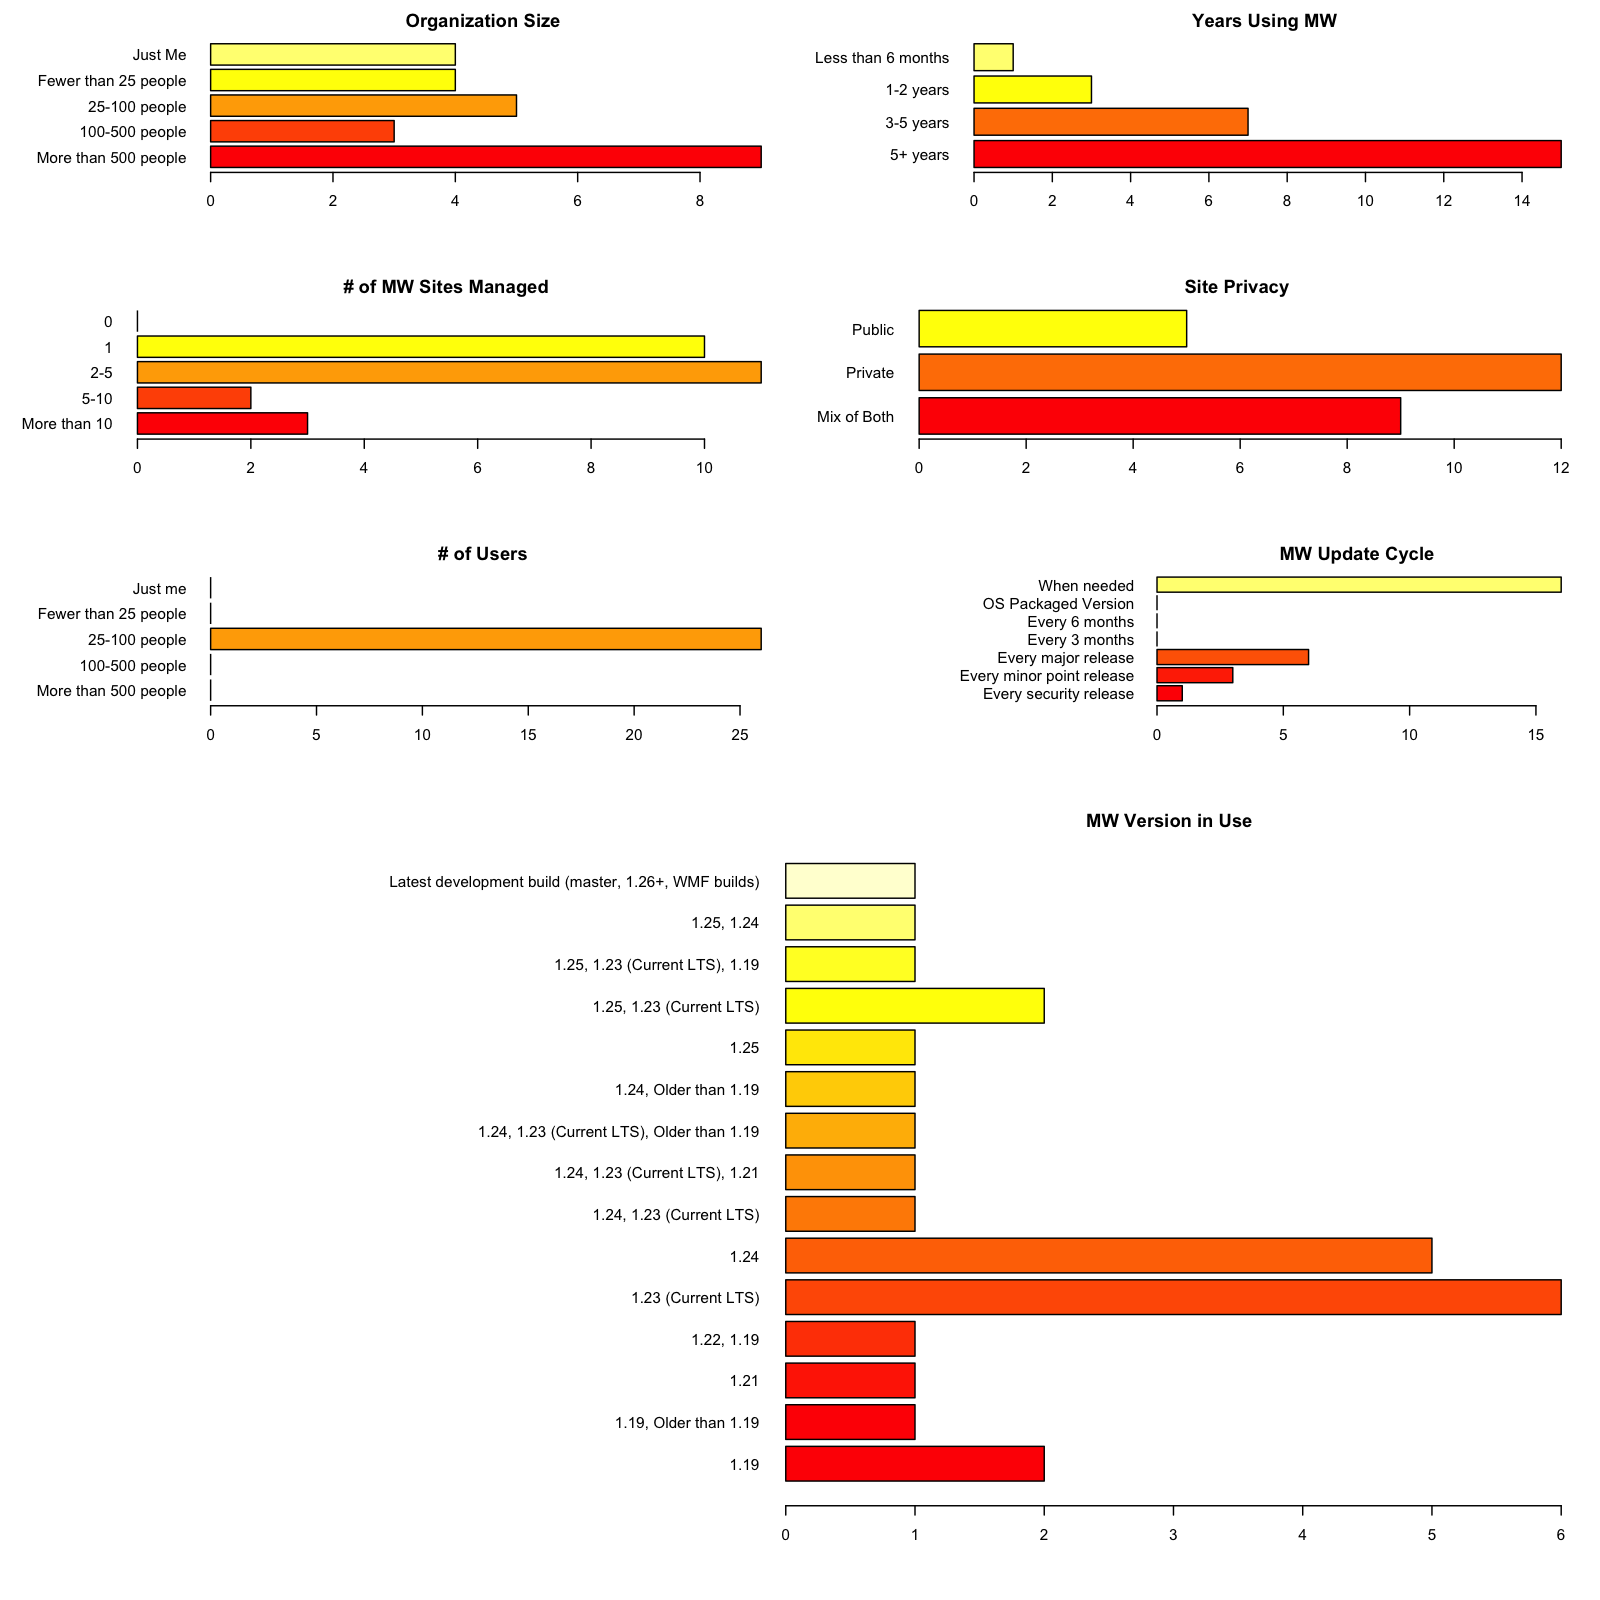 Organization Size
Just Me
Fewer than 25 people
25-100 people
100-500 people
More than 500 people
0 2 4 6 8
Years Using MW
Less than 6 months
1-2 years
3-5 years
5+ years
0 2 4 6 8 10 12 14
# of MW Sites Managed
0
1
2-5
5-10
More than 10
0 2 4 6 8 10
Site Privacy
Public
Private
Mix of Both
0 2 4 6 8 10 12
# of Users
Just me
Fewer than 25 people
25-100 people
100-500 people
More than 500 people
0 5 10 15 20 25
MW Update Cycle
When needed
OS Packaged Version
Every 6 months
Every 3 months
Every major release
Every minor point release
Every security release
0 5 10 15
MW Version in Use
Latest development build (master, 1.26+, WMF builds)
1.25, 1.24
1.25, 1.23 (Current LTS), 1.19
1.25, 1.23 (Current LTS)
1.25
1.24, Older than 1.19
1.24, 1.23 (Current LTS), Older than 1.19
1.24, 1.23 (Current LTS), 1.21
1.24, 1.23 (Current LTS)
1.24
1.23 (Current LTS)
1.22, 1.19
1.21
1.19, Older than 1.19
1.19
0 1 2 3 4 5 6